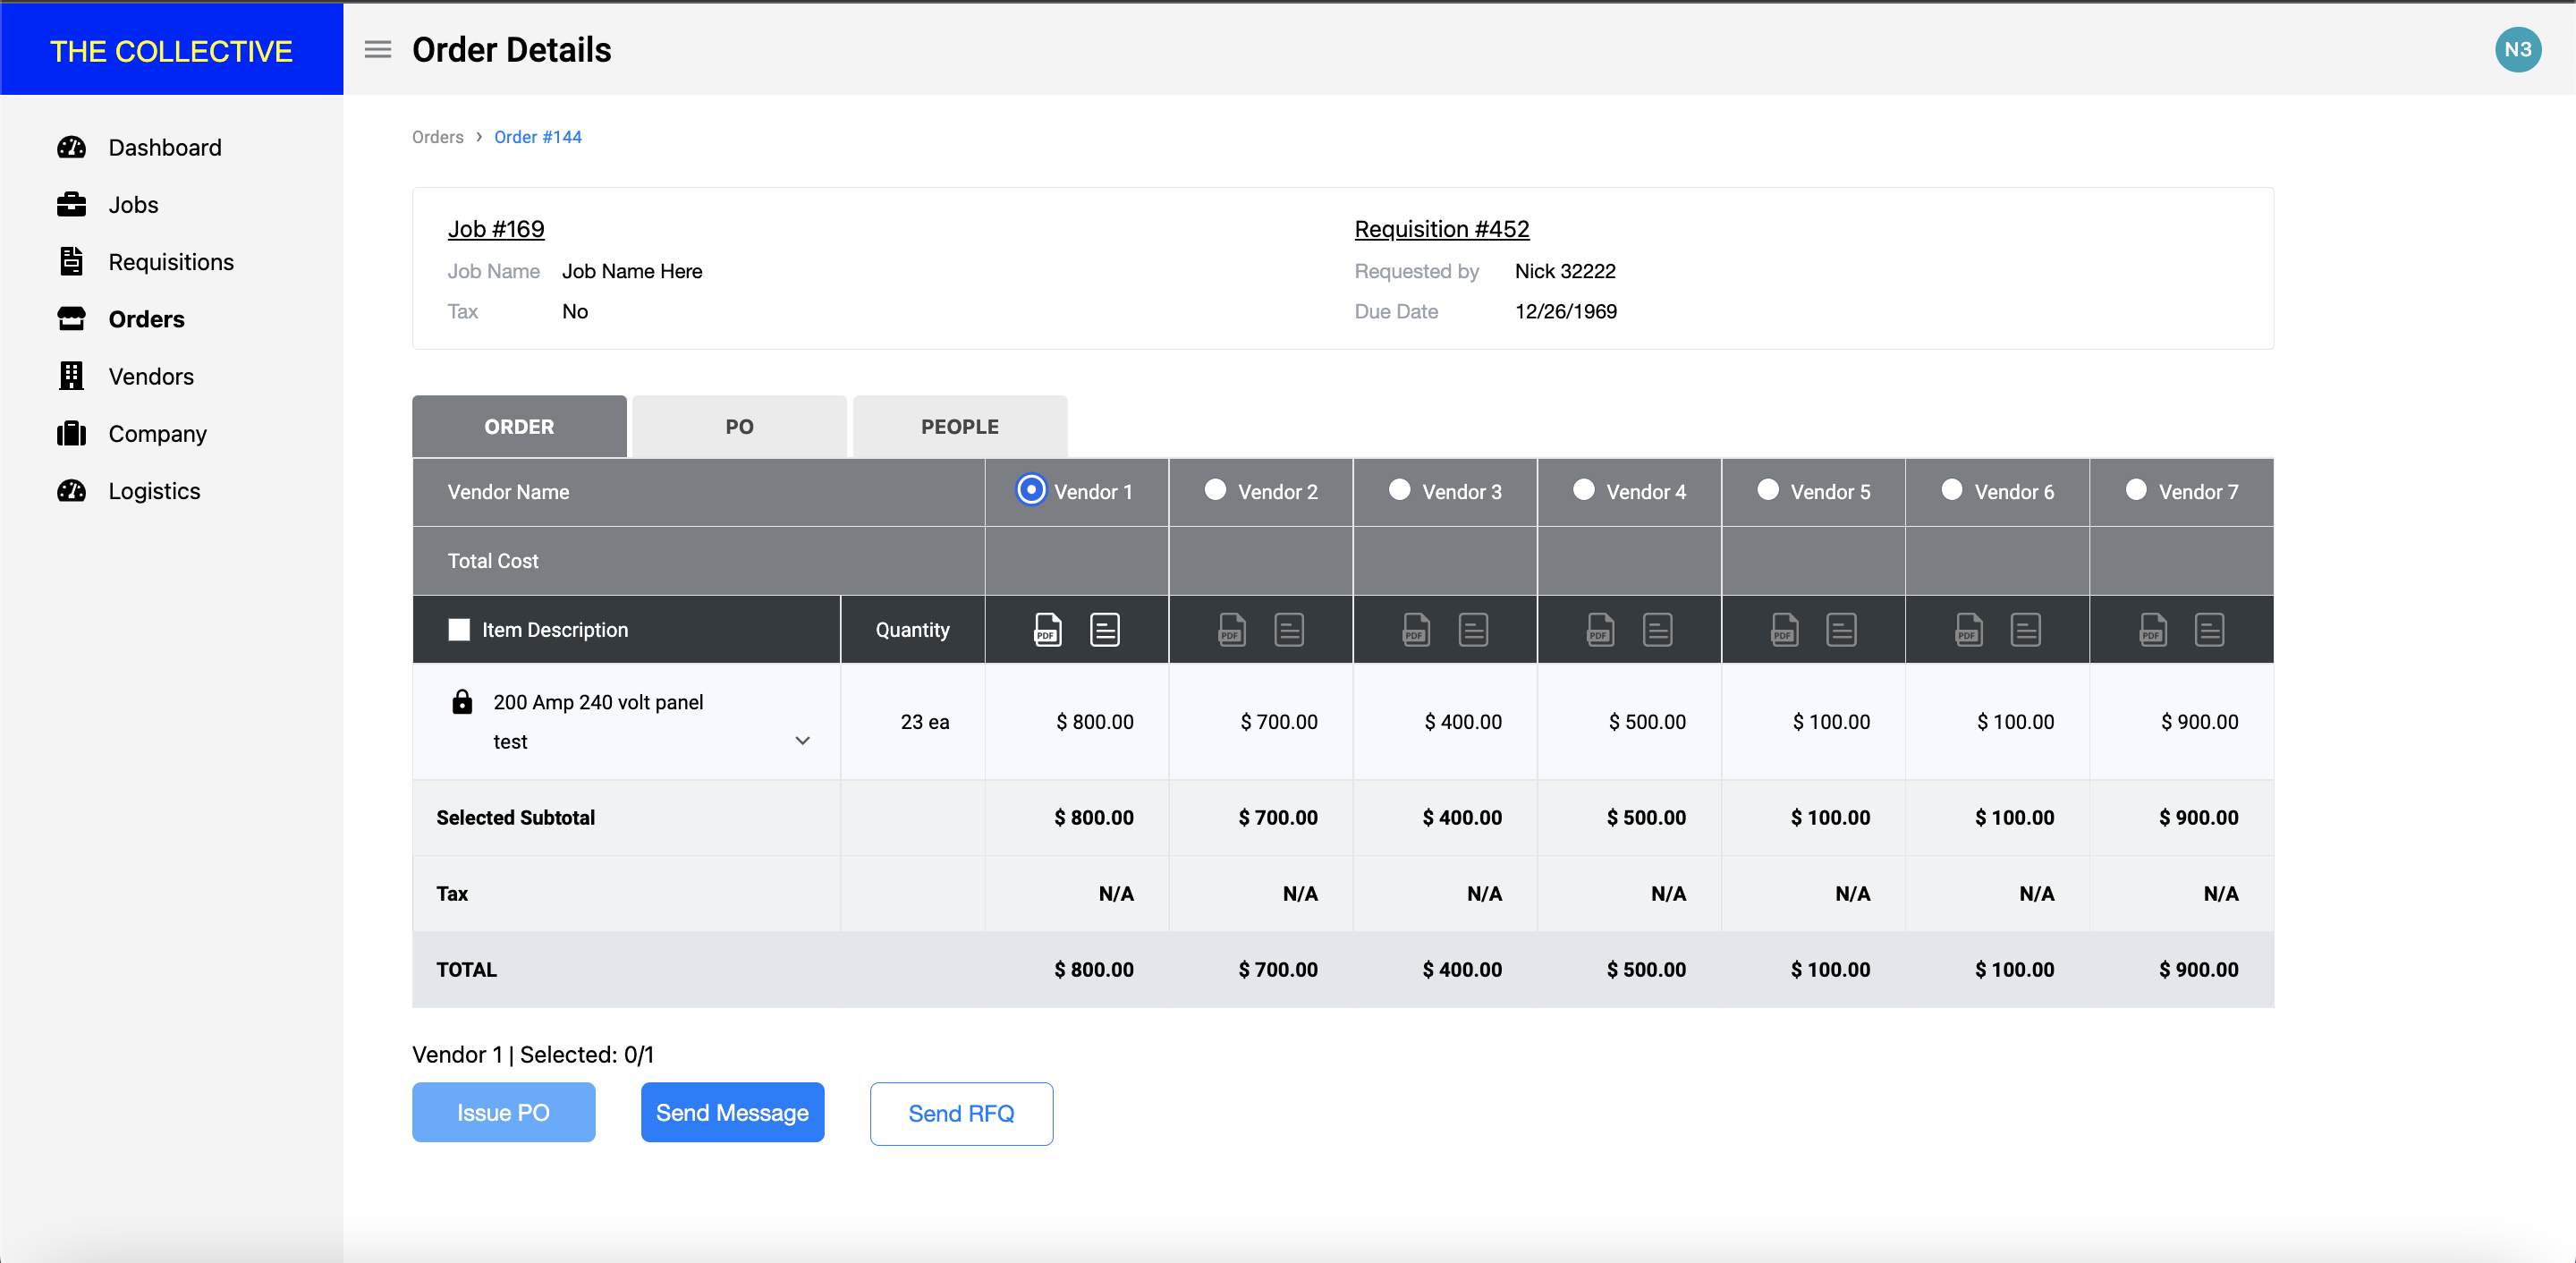 THE COLLECTIVE
Order Details
N3
Dashboard
Jobs
Requisitions
Orders
Vendors
Company
Logistics
Orders › Order #144
Job #169
Job Name Job Name Here
Tax No
Requisition #452
Requested by Nick 32222
Due Date 12/26/1969
ORDER PO PEOPLE
Vendor Name Vendor 1 Vendor 2 Vendor 3 Vendor 4 Vendor 5 Vendor 6 Vendor 7
Total Cost
Item Description Quantity PDF PDF PDF PDF PDF PDF PDF
200 Amp 240 volt panel
test
23 ea $ 800.00 $ 700.00 $ 400.00 $ 500.00 $ 100.00 $ 100.00 $ 900.00
Selected Subtotal $ 800.00 $ 700.00 $ 400.00 $ 500.00 $ 100.00 $ 100.00 $ 900.00
Tax N/A N/A N/A N/A N/A N/A N/A
TOTAL $ 800.00 $ 700.00 $ 400.00 $ 500.00 $ 100.00 $ 100.00 $ 900.00
Vendor 1 | Selected: 0/1
Issue PO Send Message Send RFQ